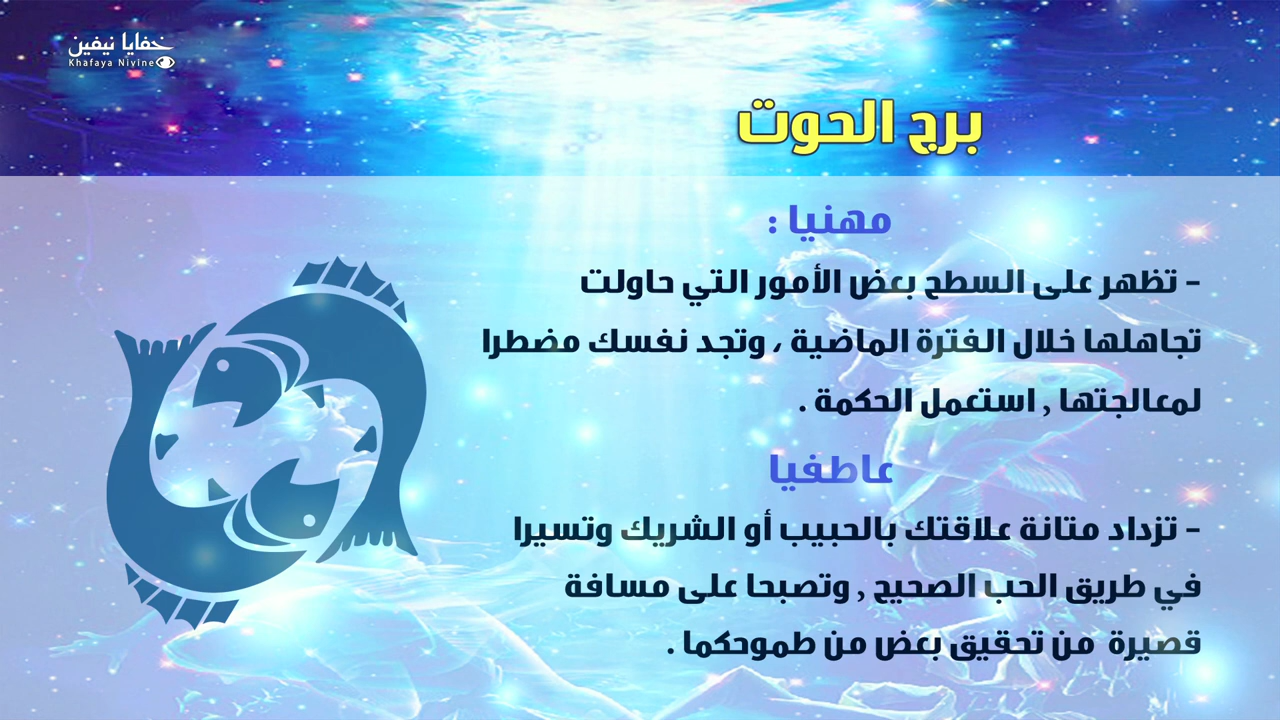 خفايا نيفين
Khafaya Nivine
برج الحوت
مهنيا :
- تظهر على السطح بعض الأمور التي حاولت
تجاهلها خلال الفترة الماضية ، وتجد نفسك مضطرا
لمعالجتها , استعمل الحكمة .
عاطفيا
- تزداد متانة علاقتك بالحبيب أو الشريك وتسيرا
في طريق الحب الصحيح , وتصبحا على مسافة
قصيرة من تحقيق بعض من طموحكما .